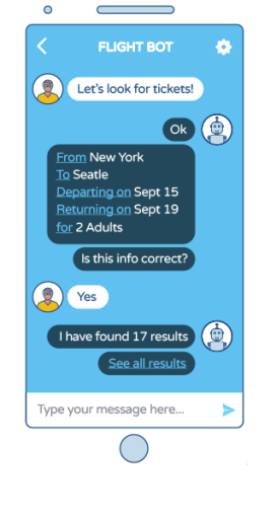 FLIGHT BOT
Let's look for tickets!
Ok
From New York
To Seatle
Departing on Sept 15
Returning on Sept 19
for 2 Adults
Is this info correct?
Yes
I have found 17 results
See all results
Type your message here...